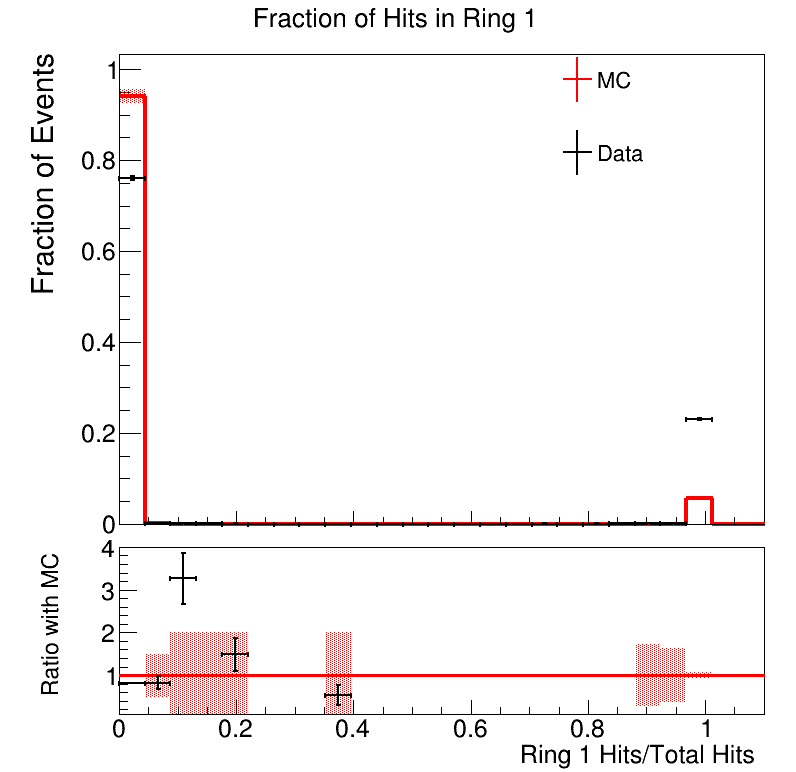 Fraction of Hits in Ring 1
Fraction of Events
1
0.8
0.6
0.4
0.2
0
MC
Data
Ratio with MC
4
3
2
1
0
0.2
0.4
0.6
0.8
1
Ring 1 Hits/Total Hits